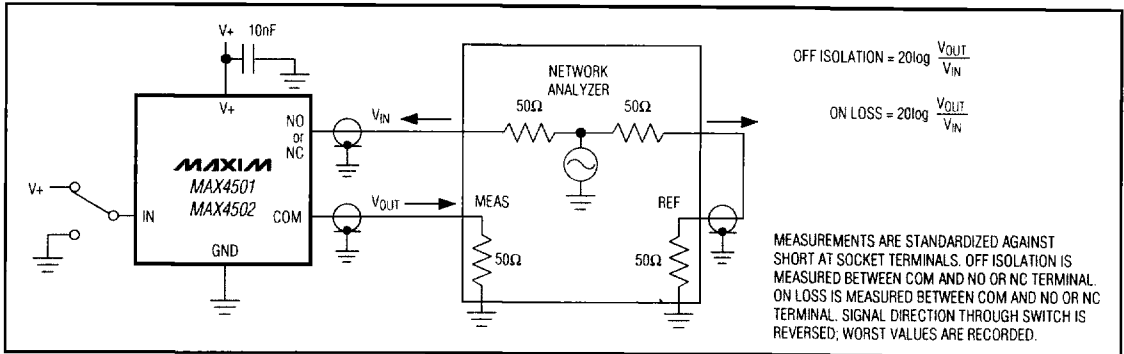 V+ 10nF
V+
NO
or
NC
MAXIM
MAX4501
MAX4502
V+
IN
COM
GND
V_IN
V_OUT
NETWORK
ANALYZER
50Ω 50Ω
MEAS REF
50Ω 50Ω
OFF ISOLATION = 20log V_OUT / V_IN
ON LOSS = 20log V_OUT / V_IN
MEASUREMENTS ARE STANDARDIZED AGAINST
SHORT AT SOCKET TERMINALS. OFF ISOLATION IS
MEASURED BETWEEN COM AND NO OR NC TERMINAL.
ON LOSS IS MEASURED BETWEEN COM AND NO OR NC
TERMINAL. SIGNAL DIRECTION THROUGH SWITCH IS
REVERSED; WORST VALUES ARE RECORDED.